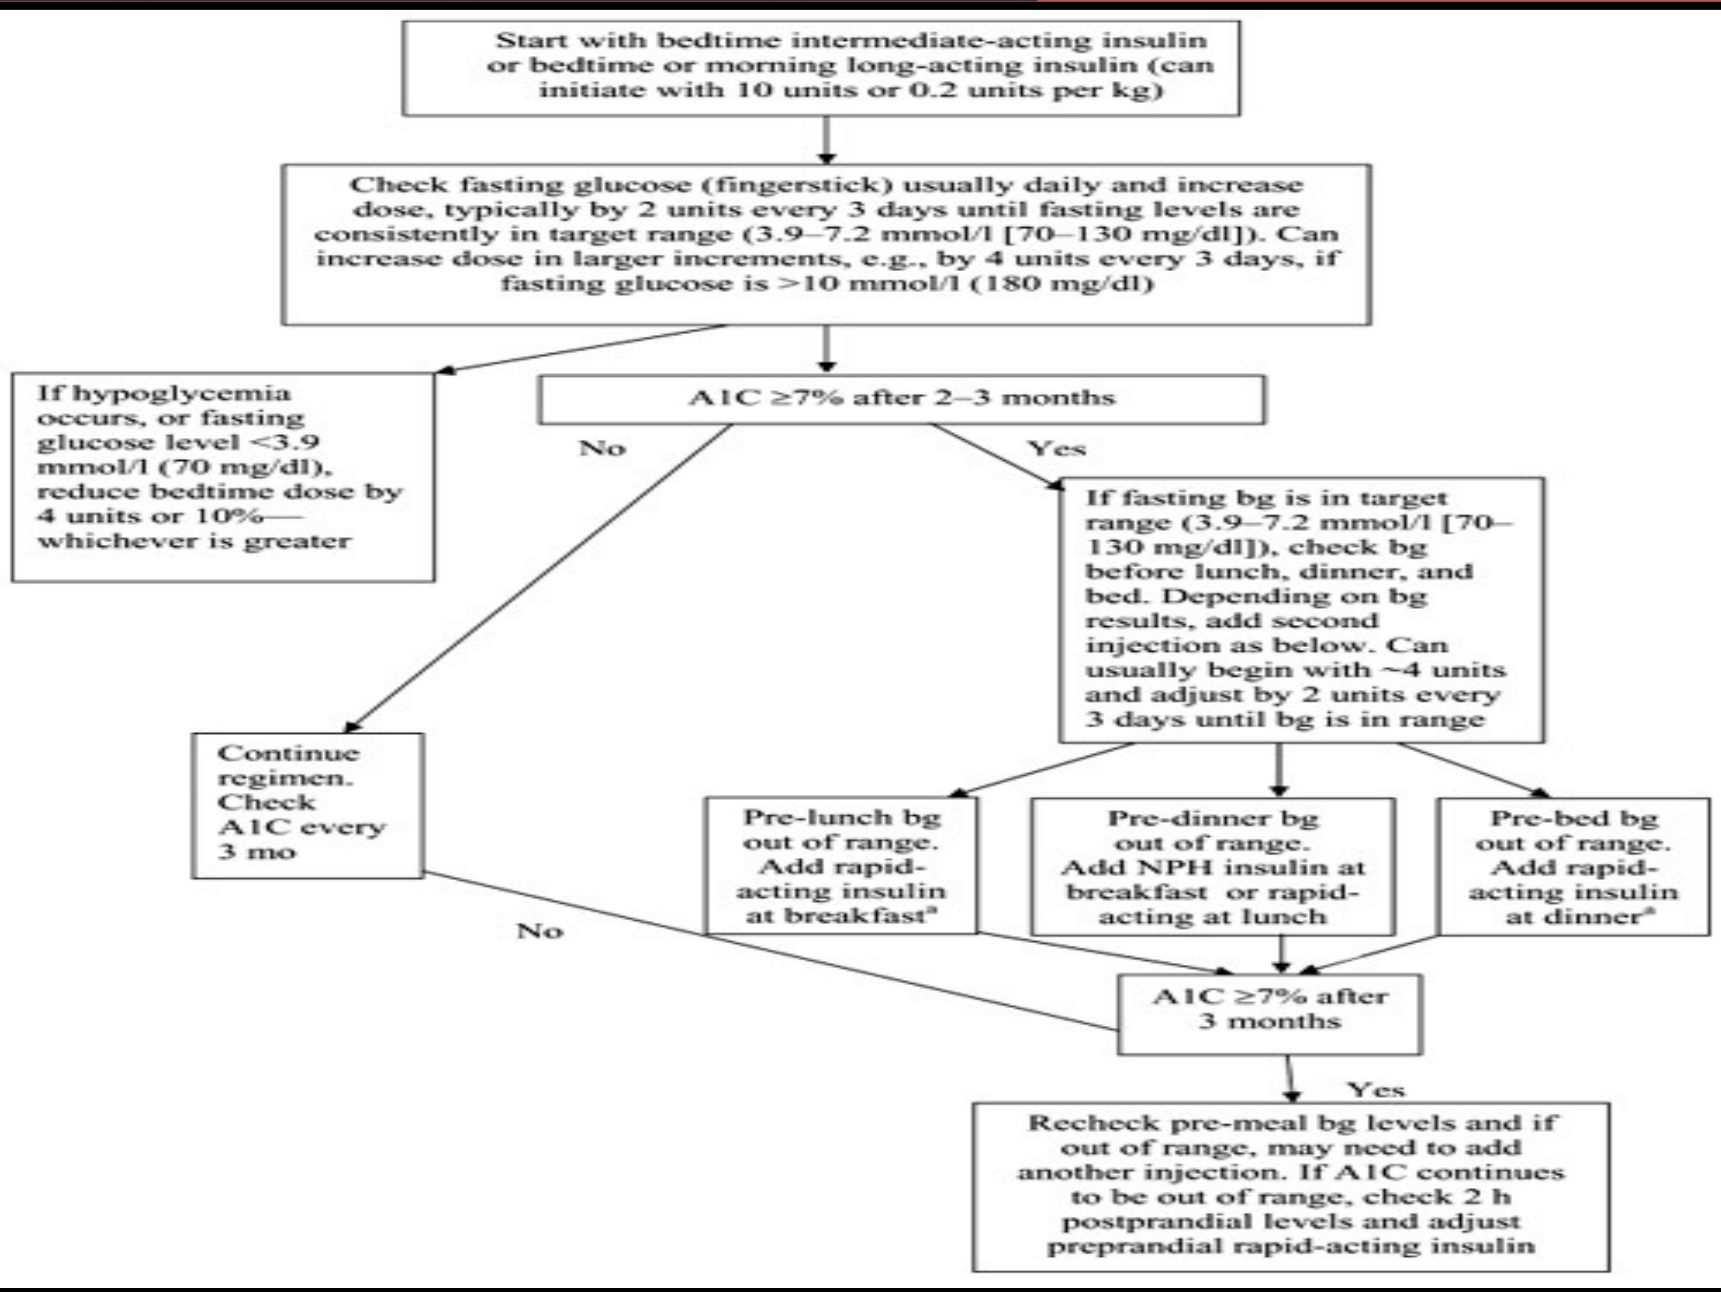 Start with bedtime intermediate-acting insulin
or bedtime or morning long-acting insulin (can
initiate with 10 units or 0.2 units per kg)
Check fasting glucose (fingerstick) usually daily and increase
dose, typically by 2 units every 3 days until fasting levels are
consistently in target range (3.9–7.2 mmol/l [70–130 mg/dl]). Can
increase dose in larger increments, e.g., by 4 units every 3 days, if
fasting glucose is >10 mmol/l (180 mg/dl)
If hypoglycemia
occurs, or fasting
glucose level <3.9
mmol/l (70 mg/dl),
reduce bedtime dose by
4 units or 10%—
whichever is greater
A1C ≥7% after 2–3 months
No
Yes
If fasting bg is in target
range (3.9–7.2 mmol/l [70–
130 mg/dl]), check bg
before lunch, dinner, and
bed. Depending on bg
results, add second
injection as below. Can
usually begin with ~4 units
and adjust by 2 units every
3 days until bg is in range
Continue
regimen.
Check
A1C every
3 mo
Pre-lunch bg
out of range.
Add rapid-
acting insulin
at breakfastª
Pre-dinner bg
out of range.
Add NPH insulin at
breakfast or rapid-
acting at lunch
Pre-bed bg
out of range.
Add rapid-
acting insulin
at dinnerª
No
A1C ≥7% after
3 months
Yes
Recheck pre-meal bg levels and if
out of range, may need to add
another injection. If A1C continues
to be out of range, check 2 h
postprandial levels and adjust
preprandial rapid-acting insulin